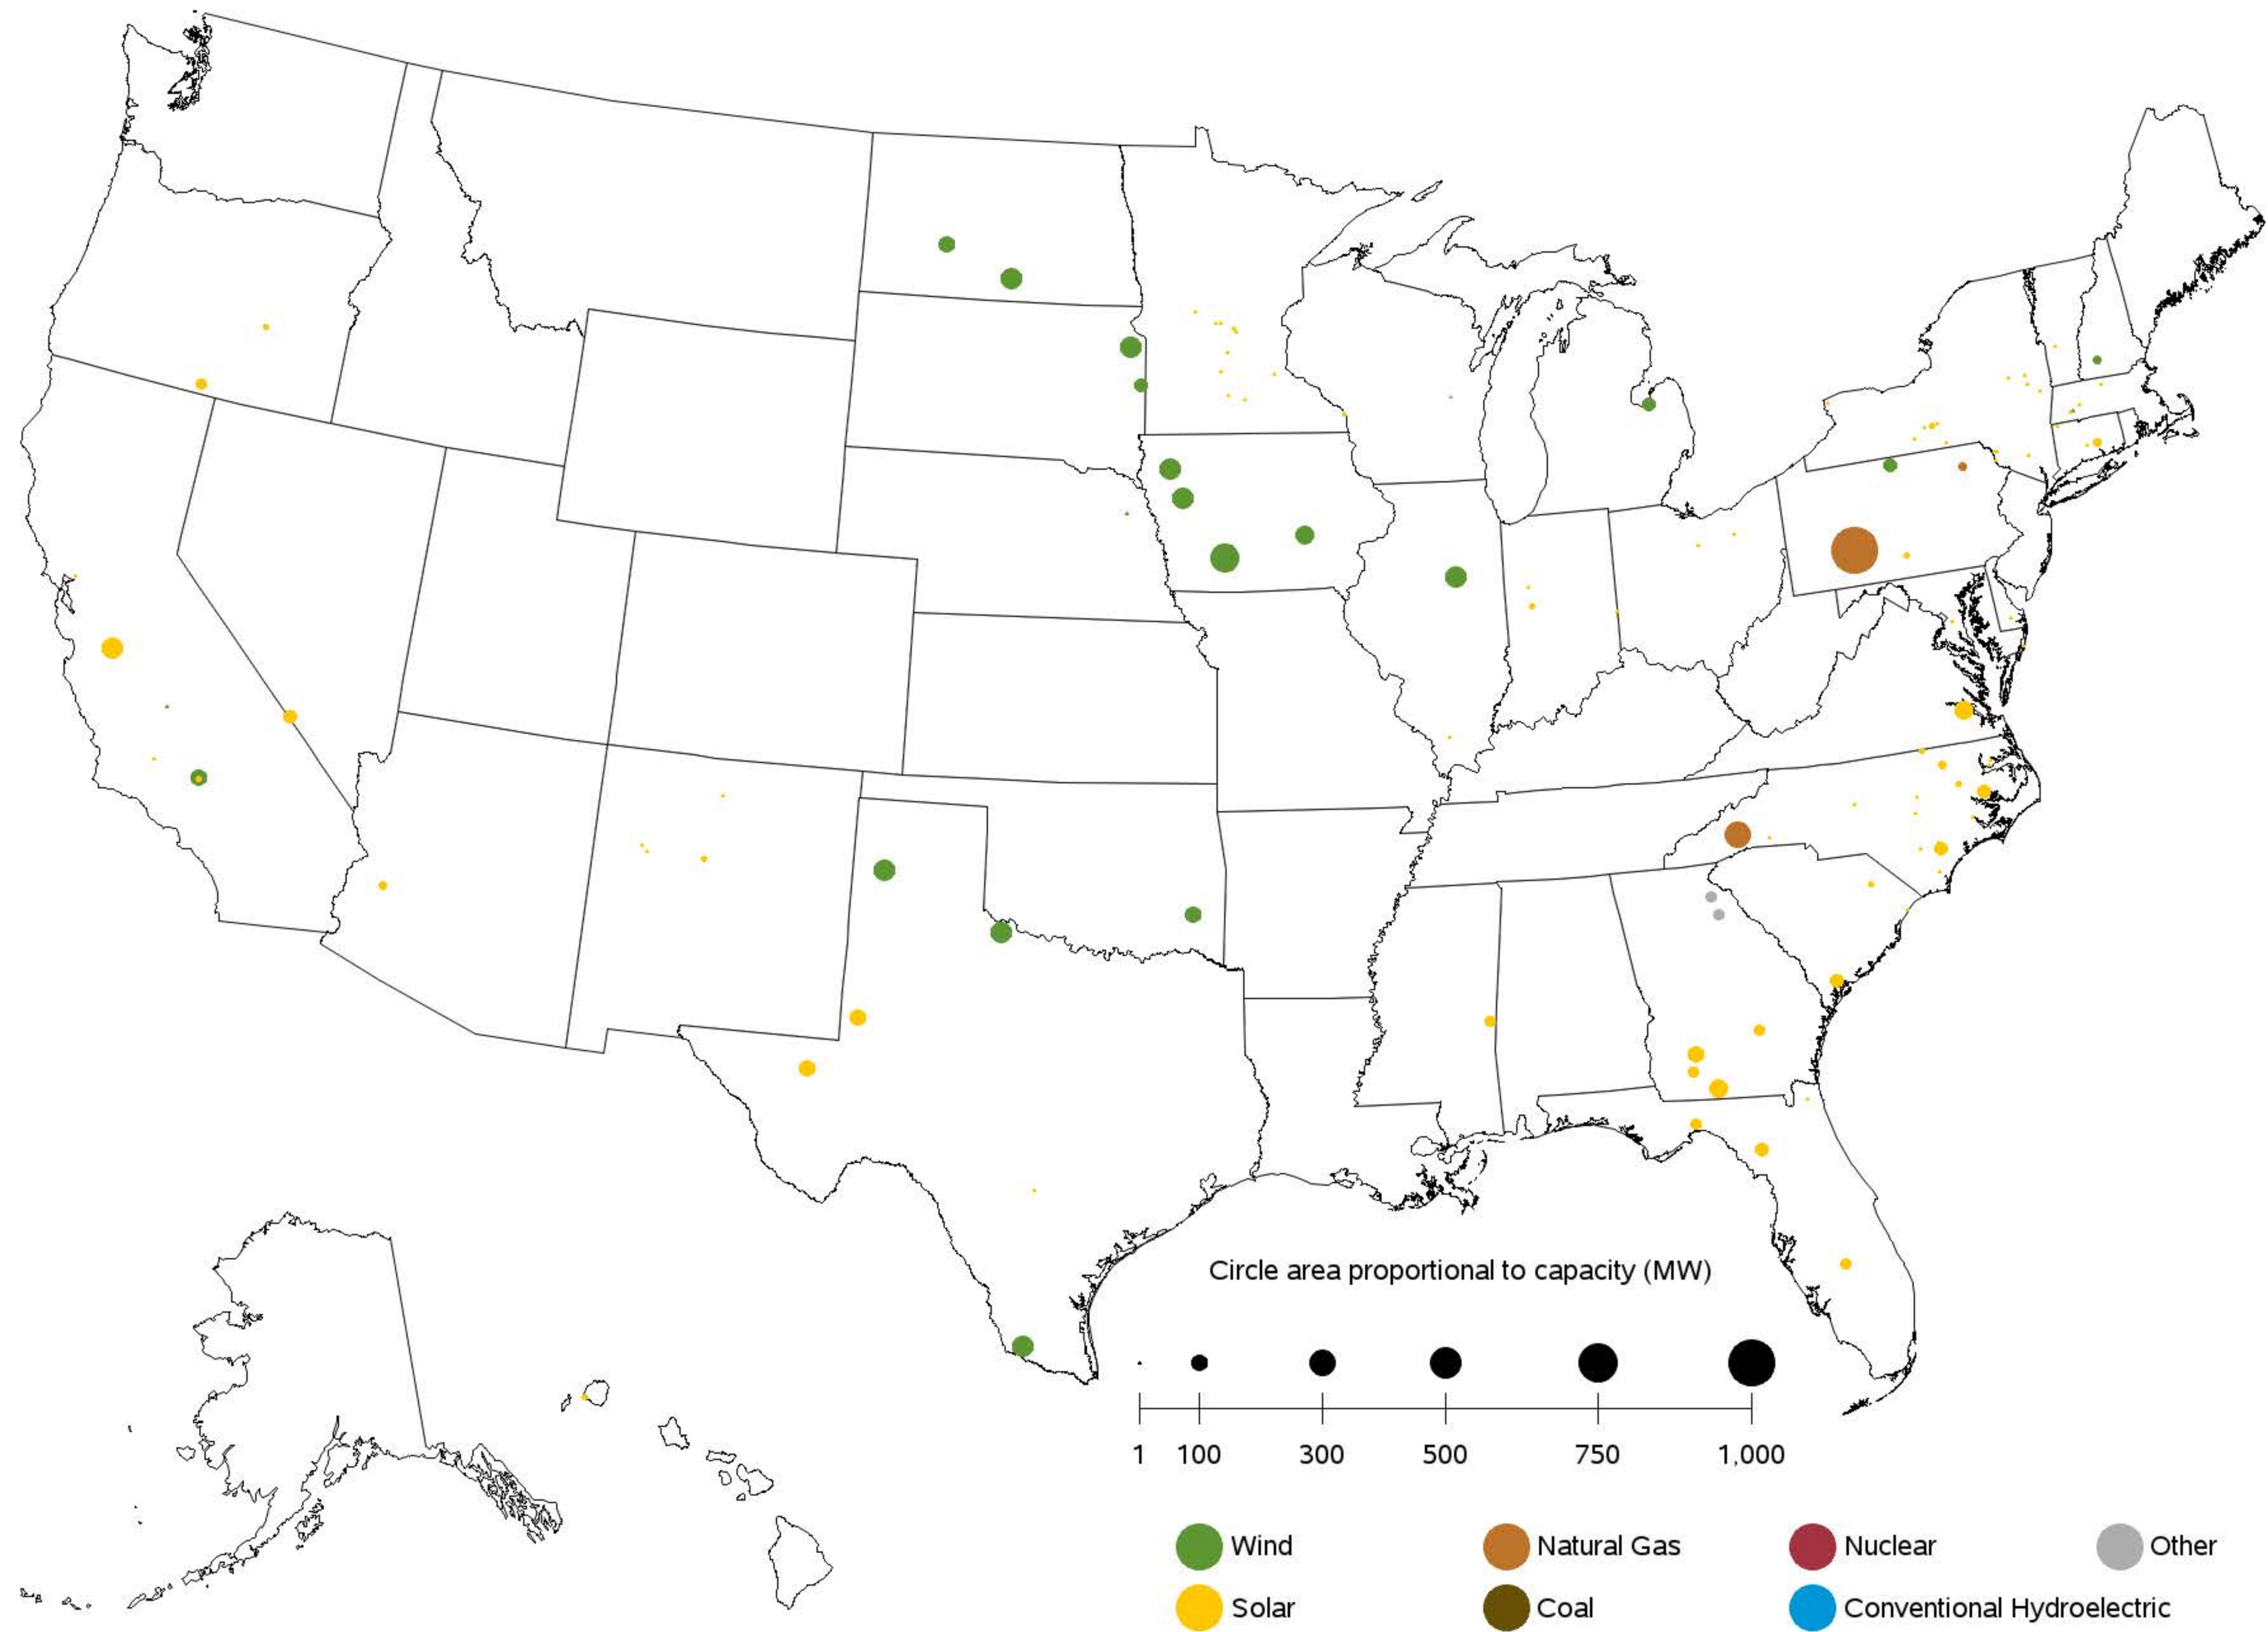 Circle area proportional to capacity (MW)
1 100 300 500 750 1,000
Wind Natural Gas Nuclear Other
Solar Coal Conventional Hydroelectric